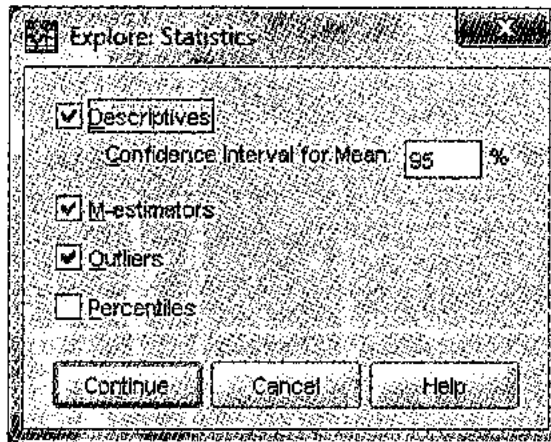 Explore: Statistics
Descriptives
Confidence Interval for Mean: 95 %
M-estimators
Outliers
Percentiles
Continue Cancel Help